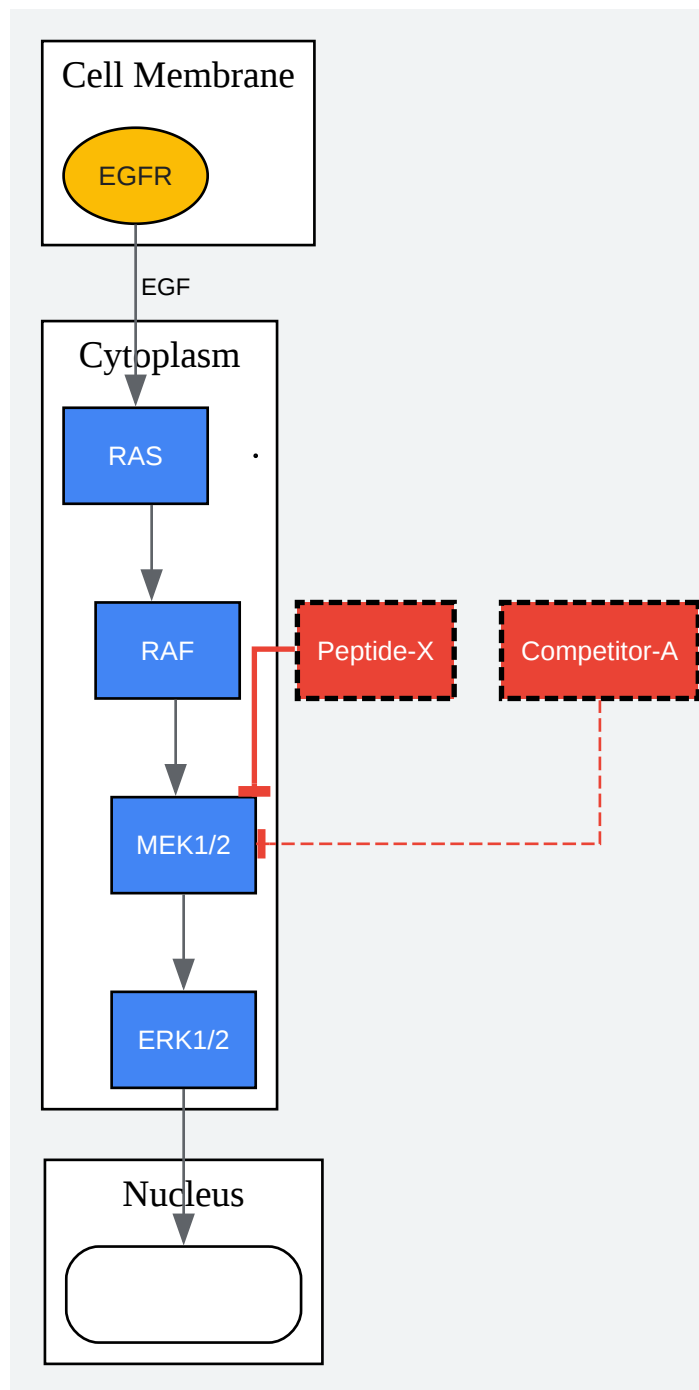 Cell Membrane
EGFR
EGF
Cytoplasm
RAS
RAF
Peptide-X
Competitor-A
MEK1/2
ERK1/2
Nucleus